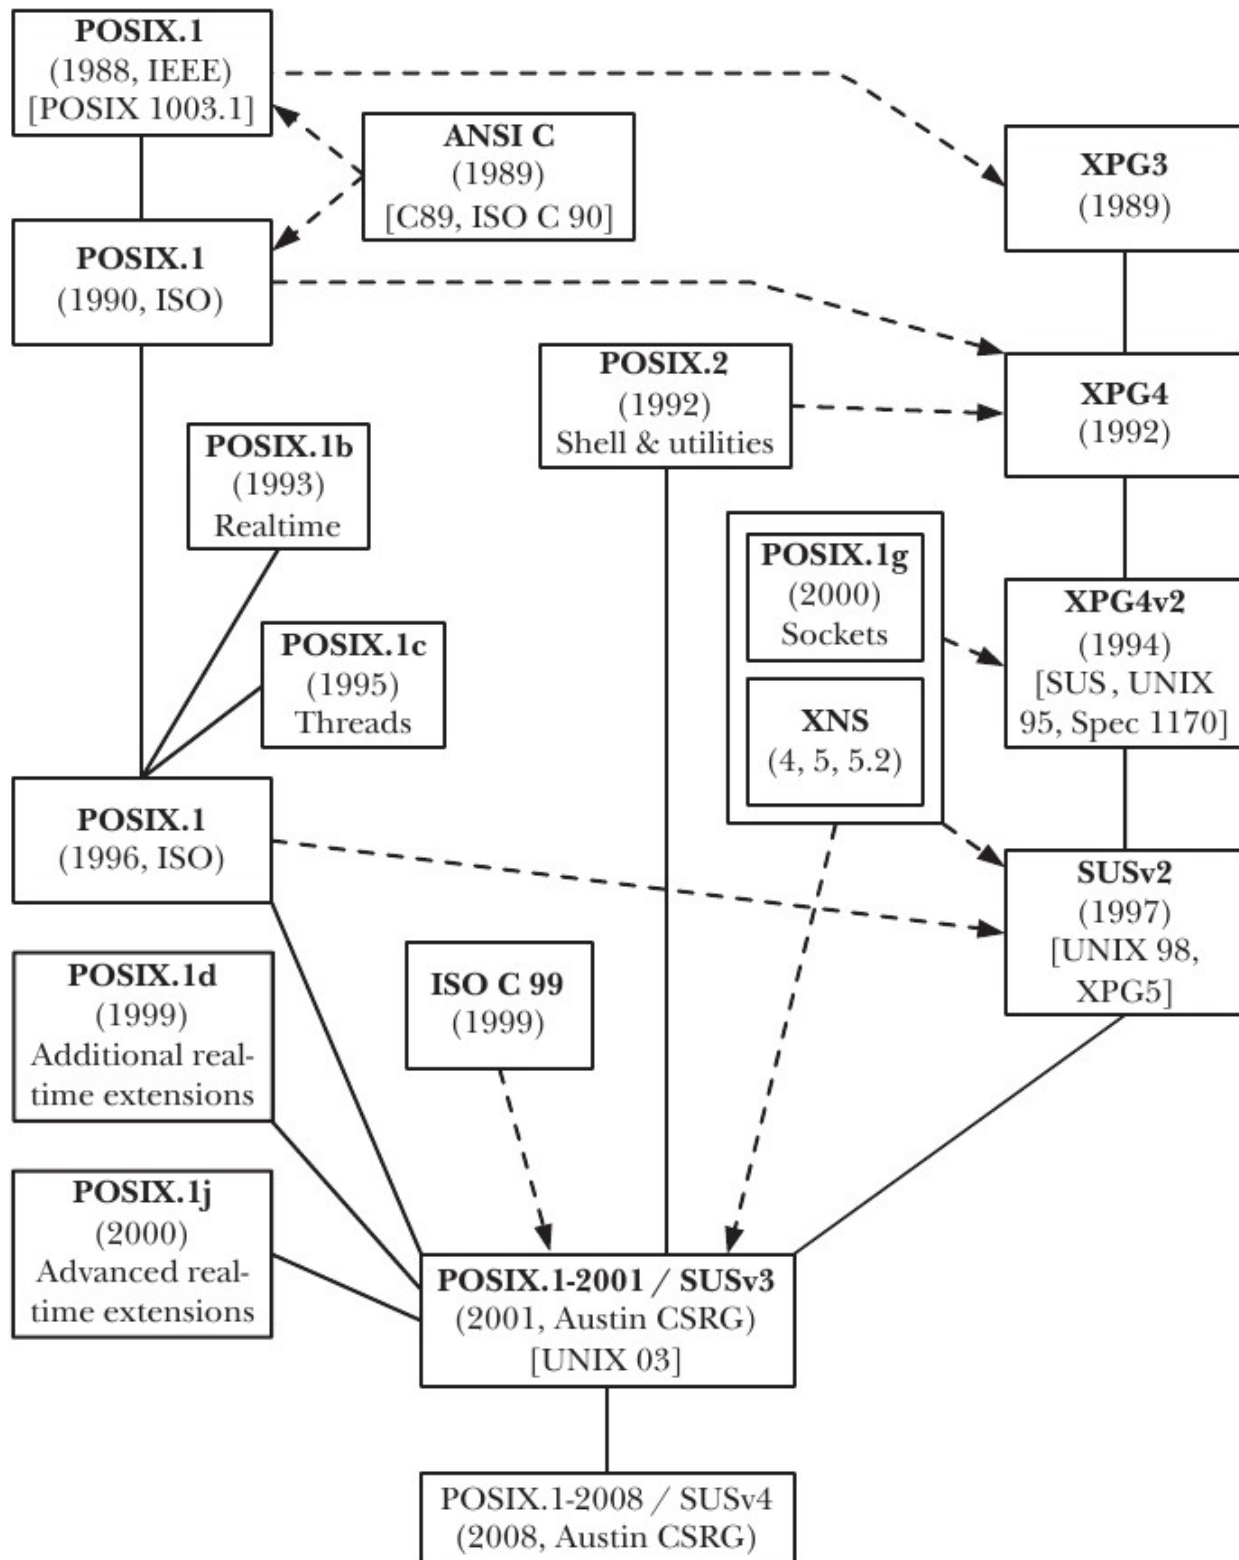 POSIX.1
(1988, IEEE)
[POSIX 1003.1]
ANSI C
(1989)
[C89, ISO C 90]
XPG3
(1989)
POSIX.1
(1990, ISO)
POSIX.2
(1992)
Shell & utilities
XPG4
(1992)
POSIX.1b
(1993)
Realtime
POSIX.1g
(2000)
Sockets
XPG4v2
(1994)
[SUS, UNIX
95, Spec 1170]
POSIX.1c
(1995)
Threads
XNS
(4, 5, 5.2)
POSIX.1
(1996, ISO)
SUSv2
(1997)
[UNIX 98,
XPG5]
POSIX.1d
(1999)
Additional real-
time extensions
ISO C 99
(1999)
POSIX.1j
(2000)
Advanced real-
time extensions
POSIX.1-2001 / SUSv3
(2001, Austin CSRG)
[UNIX 03]
POSIX.1-2008 / SUSv4
(2008, Austin CSRG)